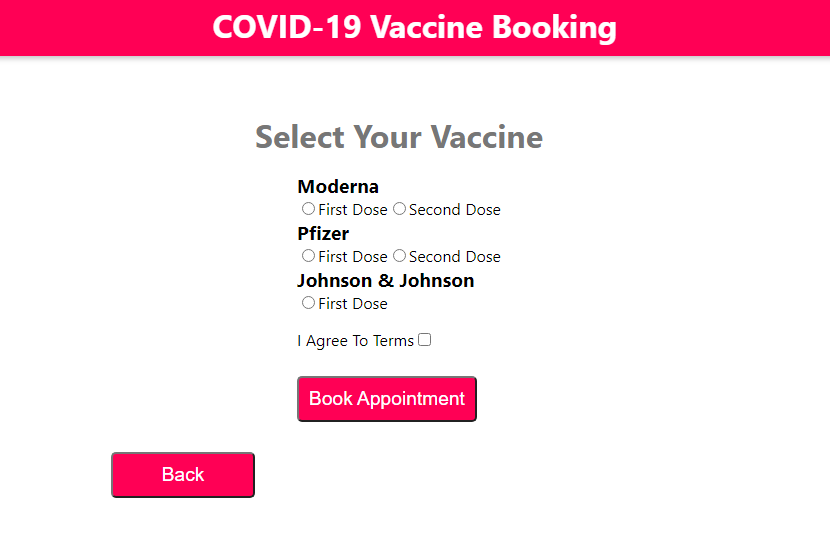 COVID-19 Vaccine Booking
Select Your Vaccine
Moderna
First Dose Second Dose
Pfizer
First Dose Second Dose
Johnson & Johnson
First Dose
I Agree To Terms
Book Appointment
Back